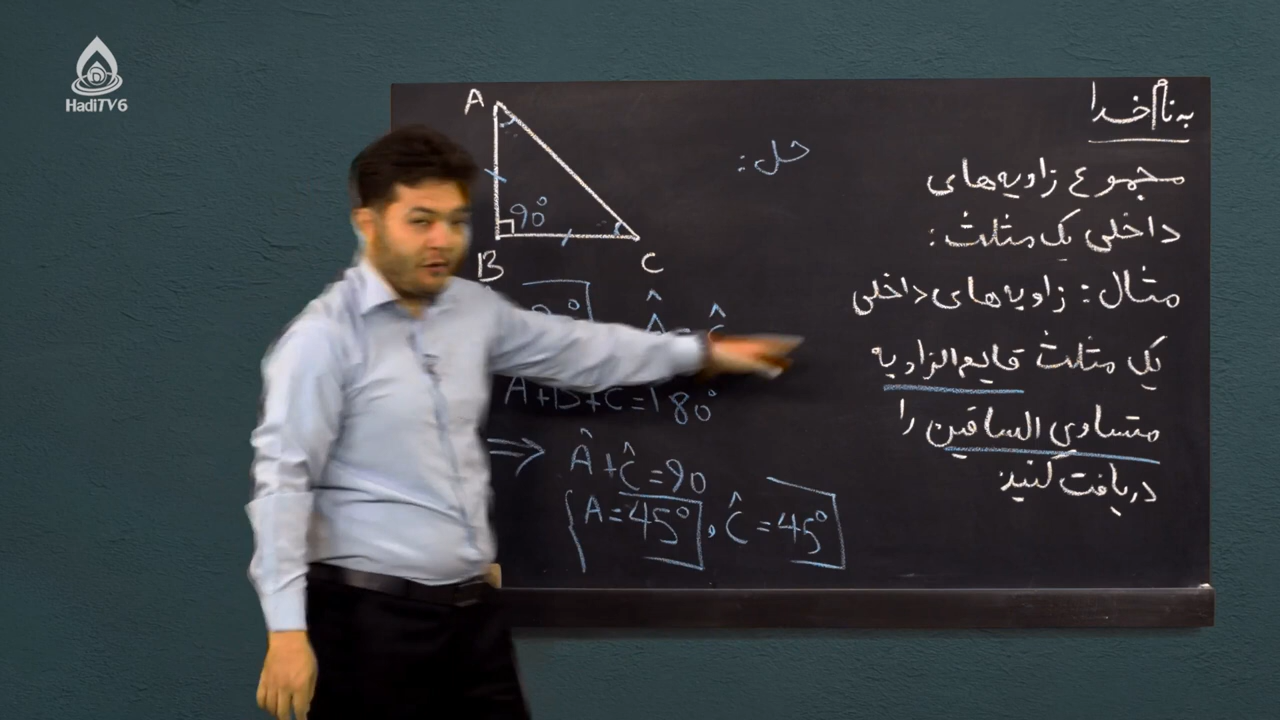 HadiTV6
به نام خدا
مجموع زاویه‌های
داخلی یک مثلث :
مثال : زاویه‌های داخلی
یک مثلث قایم‌الزاویه
متساوی الساقین را
دریافت کنید
حل :
A
90°
B
C
A+B+C=180°
⇒ Â+Ĉ=90
A=45° , Ĉ=45°